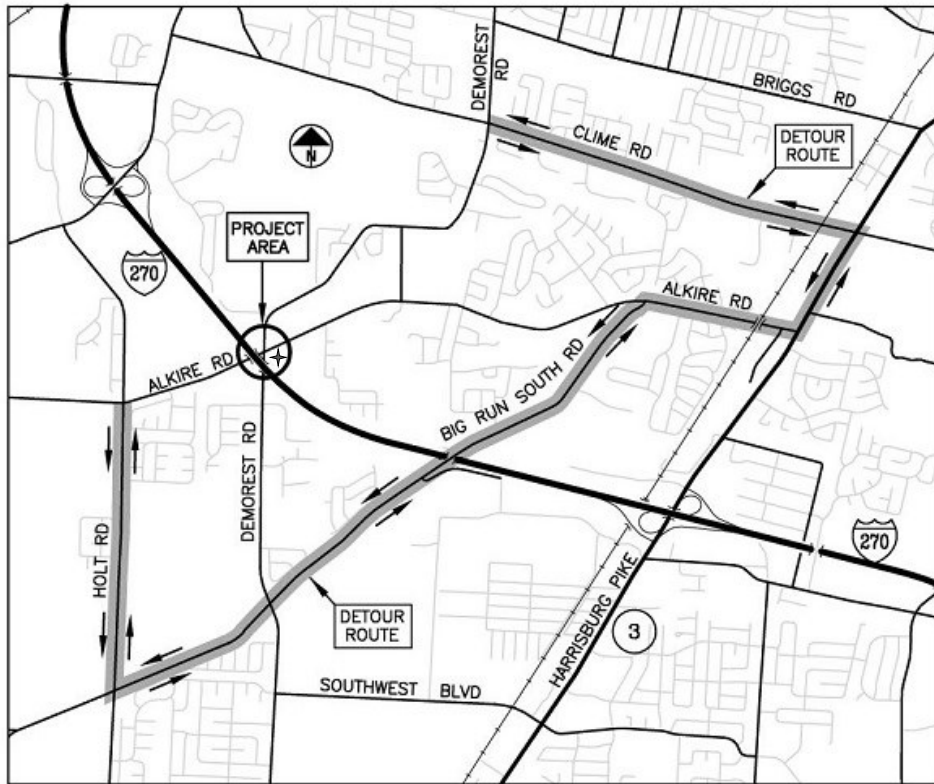 DEMOREST
RD
BRIGGS RD
CLIME RD
DETOUR
ROUTE
N
PROJECT
AREA
270
ALKIRE RD
ALKIRE RD
BIG RUN SOUTH RD
DEMOREST RD
HOLT RD
270
DETOUR
ROUTE
HARRISBURG PIKE
3
SOUTHWEST BLVD